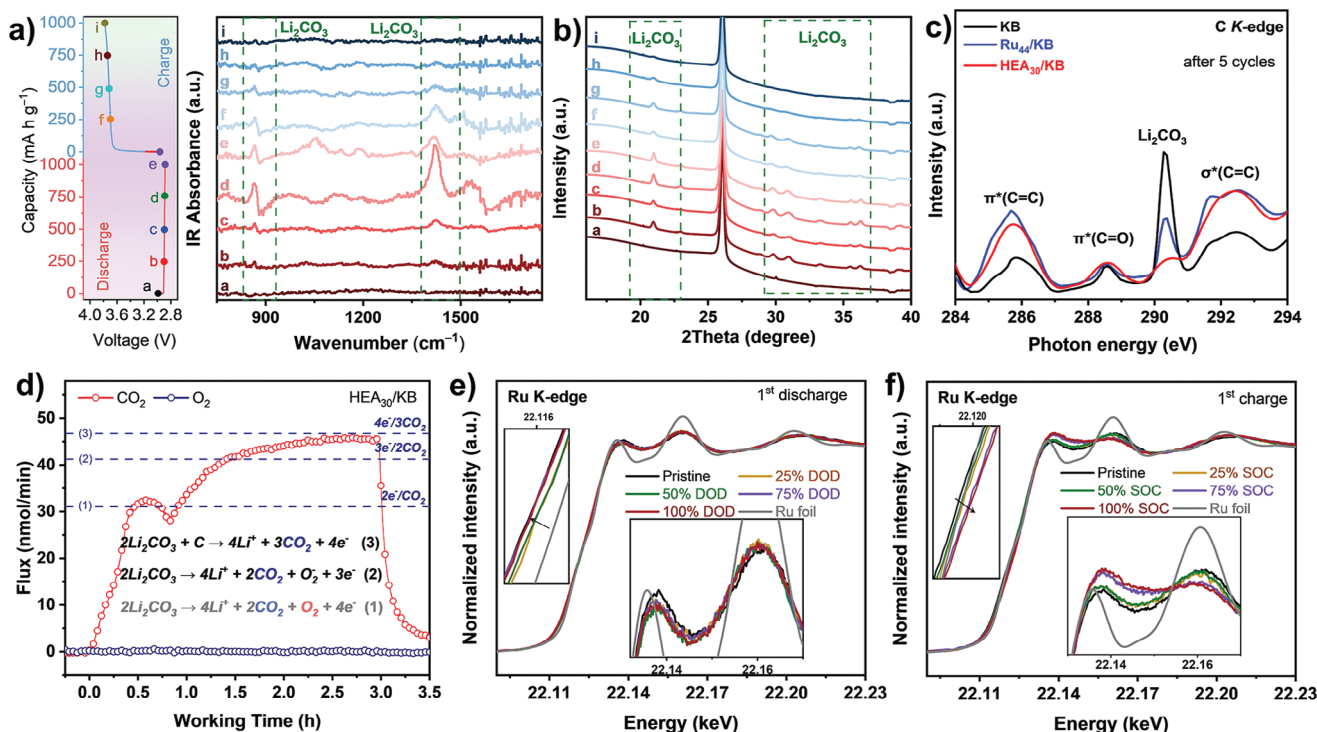 a)
Capacity (mA h g⁻¹)
1000
750
500
250
0
1000
750
500
250
0
i
h
g
f
e
d
c
b
a
Charge
Discharge
4.0 3.6 3.2 2.8
Voltage (V)
IR Absorbance (a.u.)
Li₂CO₃ Li₂CO₃
i
h
g
f
e
d
c
b
a
900 1200 1500
Wavenumber (cm⁻¹)
b)
Intensity (a.u.)
Li₂CO₃ Li₂CO₃
i
h
g
f
e
d
c
b
a
20 25 30 35 40
2Theta (degree)
c)
Intensity (a.u.)
KB
Ru₄₄/KB
HEA₃₀/KB
C K-edge
after 5 cycles
Li₂CO₃
π*(C=C)
π*(C=O)
σ*(C=C)
284 286 288 290 292 294
Photon energy (eV)
d)
Flux (nmol/min)
50
40
30
20
10
0
CO₂ O₂ HEA₃₀/KB
(3) 4e⁻/3CO₂
(2) 3e⁻/2CO₂
(1) 2e⁻/CO₂
2Li₂CO₃ + C → 4Li⁺ + 3CO₂ + 4e⁻ (3)
2Li₂CO₃ → 4Li⁺ + 2CO₂ + O₂⁻ + 3e⁻ (2)
2Li₂CO₃ → 4Li⁺ + 2CO₂ + O₂ + 4e⁻ (1)
0.0 0.5 1.0 1.5 2.0 2.5 3.0 3.5
Working Time (h)
e)
Normalized intensity (a.u.)
Ru K-edge 1st discharge
22.116
Pristine 25% DOD
50% DOD 75% DOD
100% DOD Ru foil
22.14 22.16
22.11 22.14 22.17 22.20 22.23
Energy (keV)
f)
Normalized intensity (a.u.)
Ru K-edge 1st charge
22.120
Pristine 25% SOC
50% SOC 75% SOC
100% SOC Ru foil
22.14 22.16
22.11 22.14 22.17 22.20 22.23
Energy (keV)